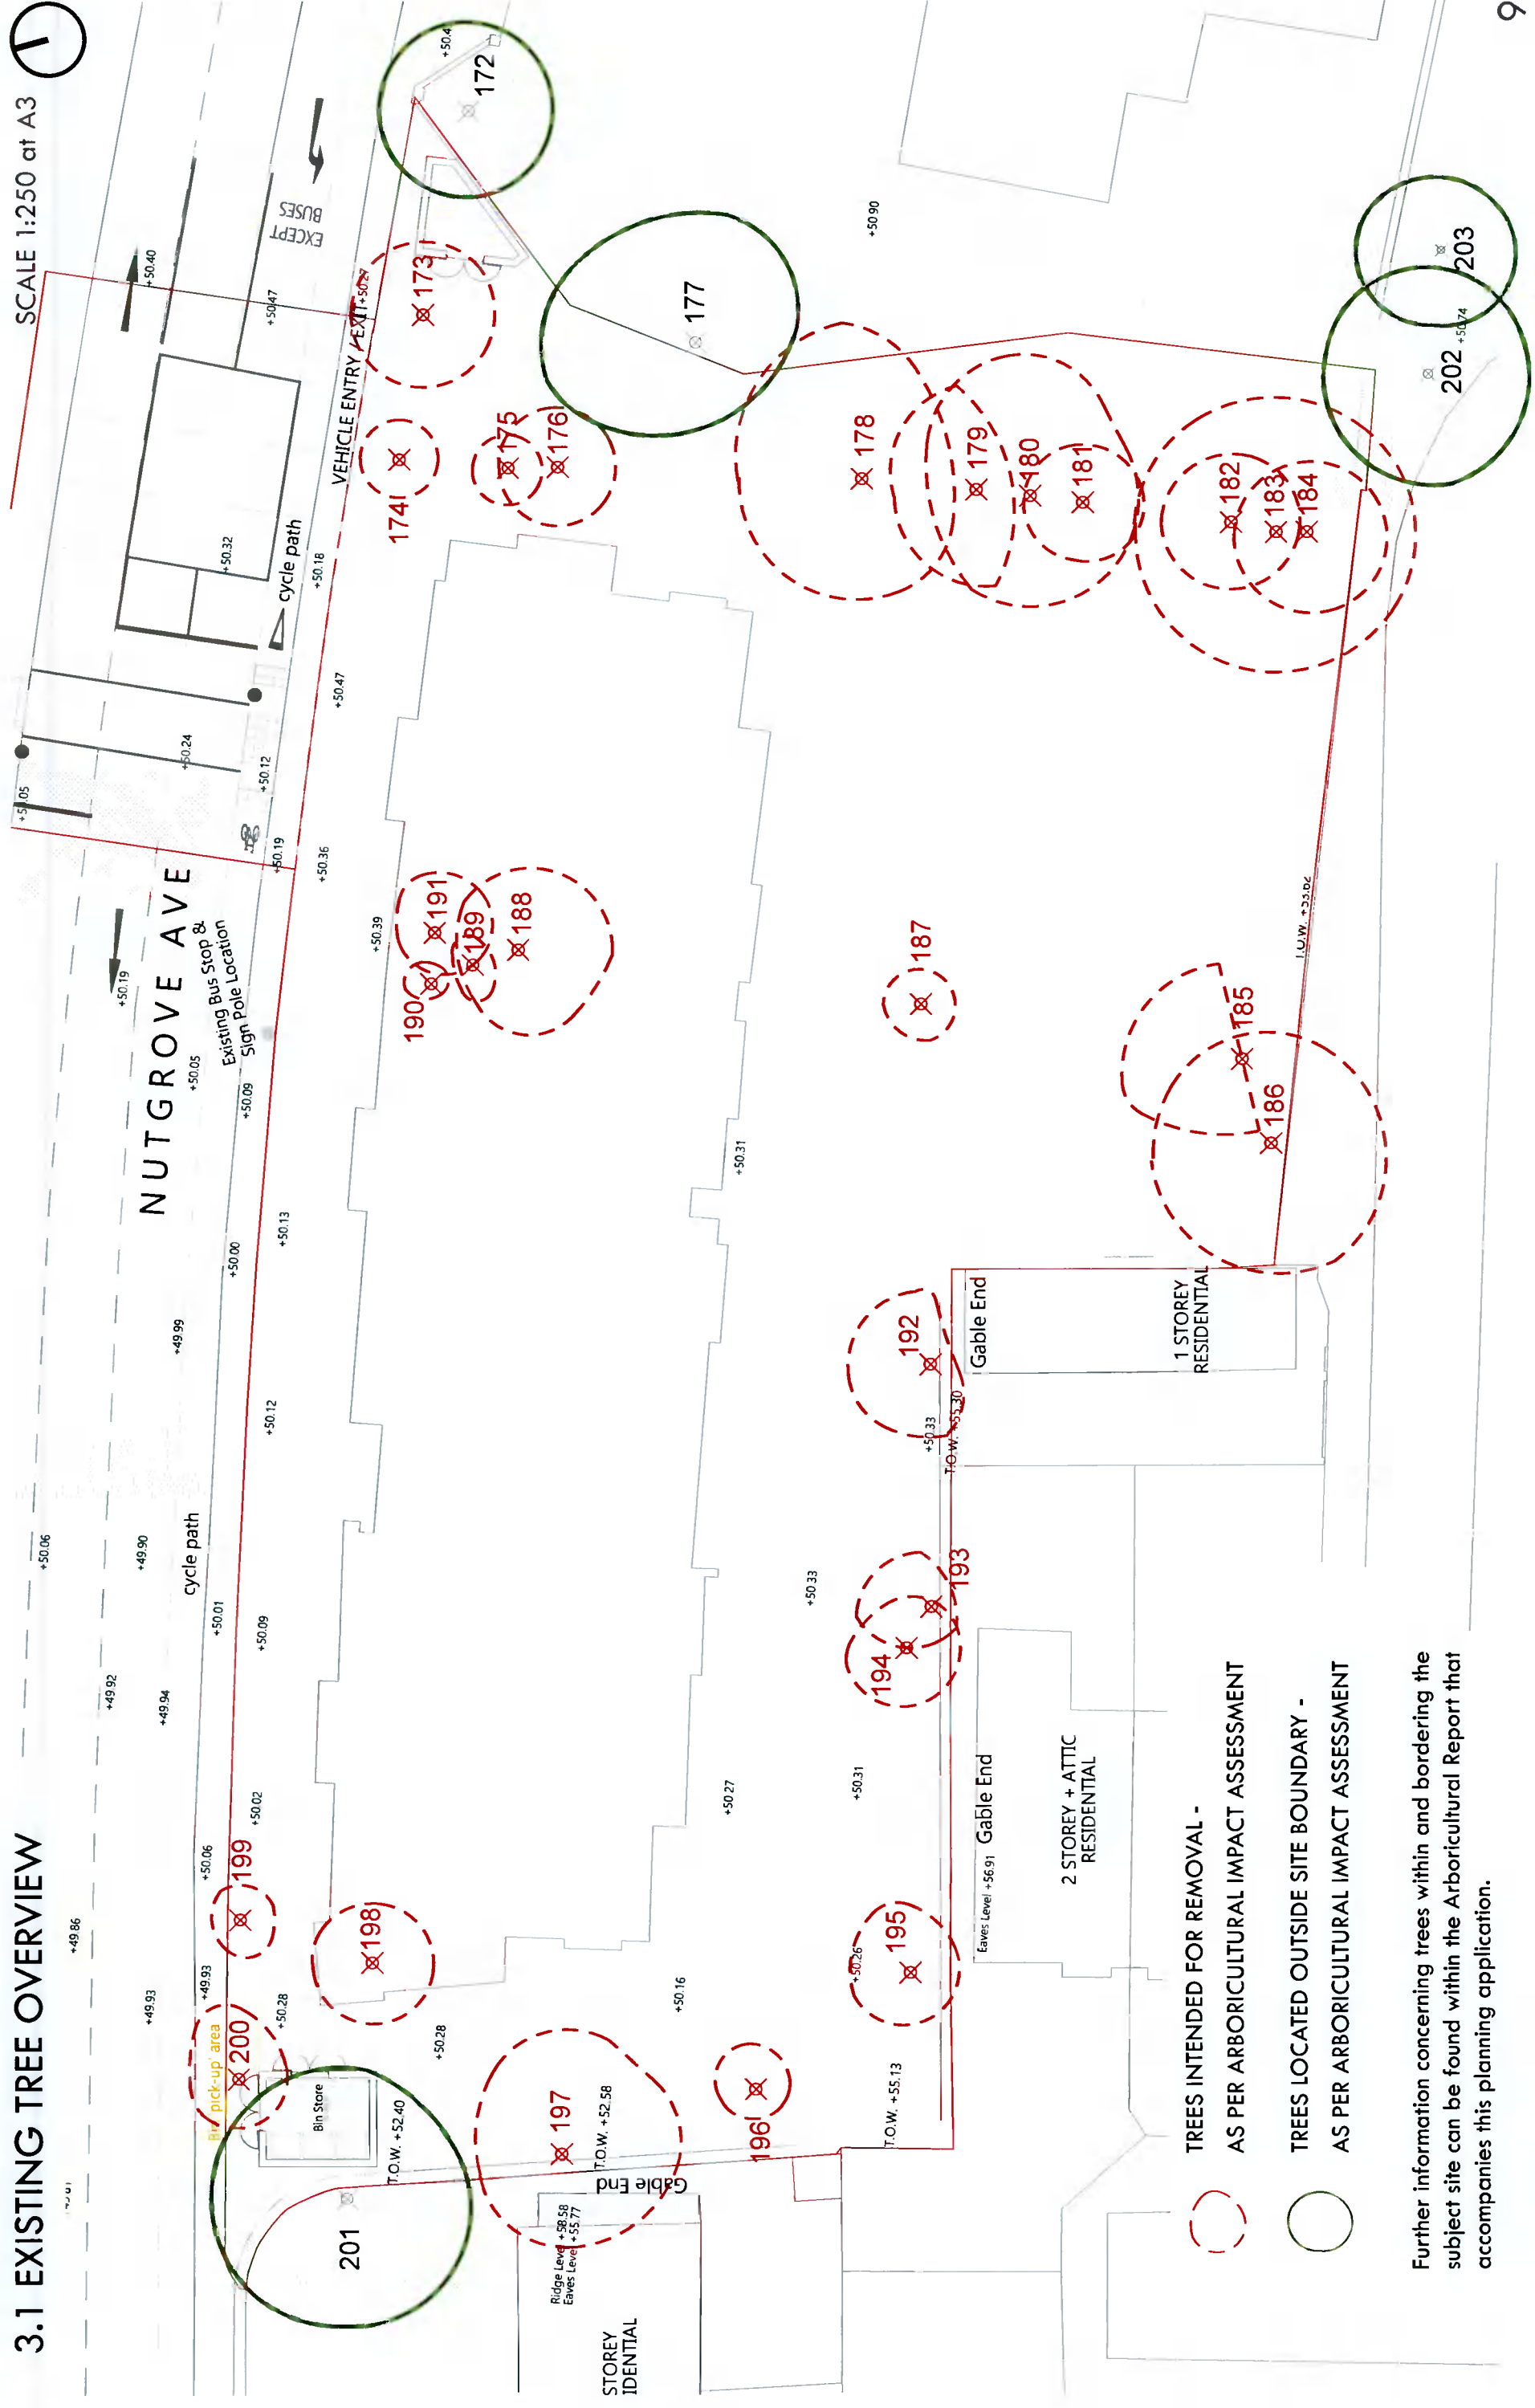 3.1 EXISTING TREE OVERVIEW
SCALE 1:250 at A3
+49.86
+50.06
+49.93
+49.92
+49.90
+49.94
+49.99
+50.19
+50.05
+50.24
+50.40
NUTGROVE AVE
Existing Bus Stop &
Sign Pole Location
+50.05
cycle path
+49.93
+50.06
+50.01
+50.00
+50.09
+50.19
+50.12
+50.32
cycle path
+50.47
EXCEPT
BUSES
Bin pick-up' area
200
199
+50.28
+50.02
+50.09
+50.12
+50.13
+50.36
+50.47
+50.18
VEHICLE ENTRY / EXIT
+50.27
Bin Store
201
T.O.W. +52.40
198
+50.28
+50.39
190
191
189
188
174
173
175
176
172
177
197
T.O.W. +52.58
Gable End
Ridge Level +58.58
Eaves Level +55.77
STOREY
IDENTIAL
196
+50.16
+50.27
+50.31
+50.33
+50.31
T.O.W. +55.13
+50.26
195
194
193
192
+50.33
T.O.W. +55.30
187
178
179
180
181
182
183
184
+50.90
Eaves Level +56.91
Gable End
Gable End
2 STOREY + ATTIC
RESIDENTIAL
1 STOREY
RESIDENTIAL
186
185
202
+50.74
203
TREES INTENDED FOR REMOVAL -
AS PER ARBORICULTURAL IMPACT ASSESSMENT
TREES LOCATED OUTSIDE SITE BOUNDARY -
AS PER ARBORICULTURAL IMPACT ASSESSMENT
Further information concerning trees within and bordering the
subject site can be found within the Arboricultural Report that
accompanies this planning application.
9